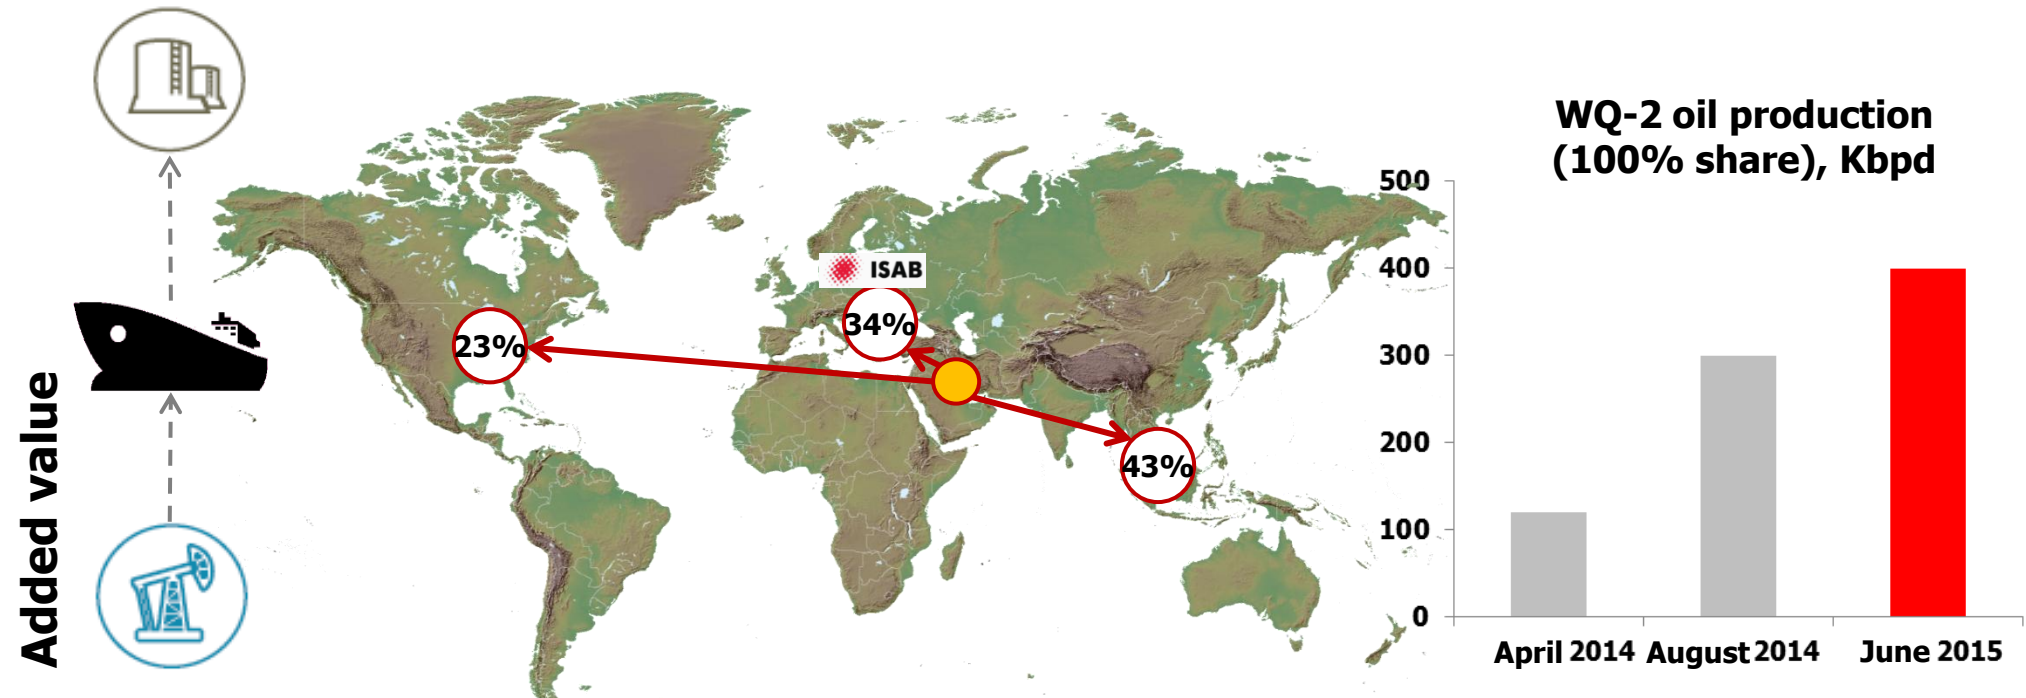 Added value
ISAB
34%
23%
43%
WQ-2 oil production
(100% share), Kbpd
500
400
300
200
100
0
April 2014 August 2014 June 2015